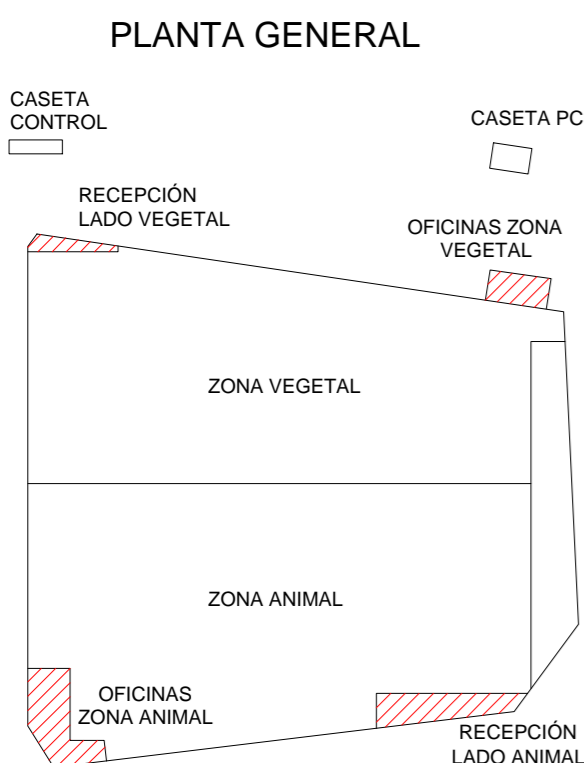 PLANTA GENERAL
CASETA
CONTROL
CASETA PC
RECEPCIÓN
LADO VEGETAL
OFICINAS ZONA
VEGETAL
ZONA VEGETAL
ZONA ANIMAL
OFICINAS
ZONA ANIMAL
RECEPCIÓN
LADO ANIMAL